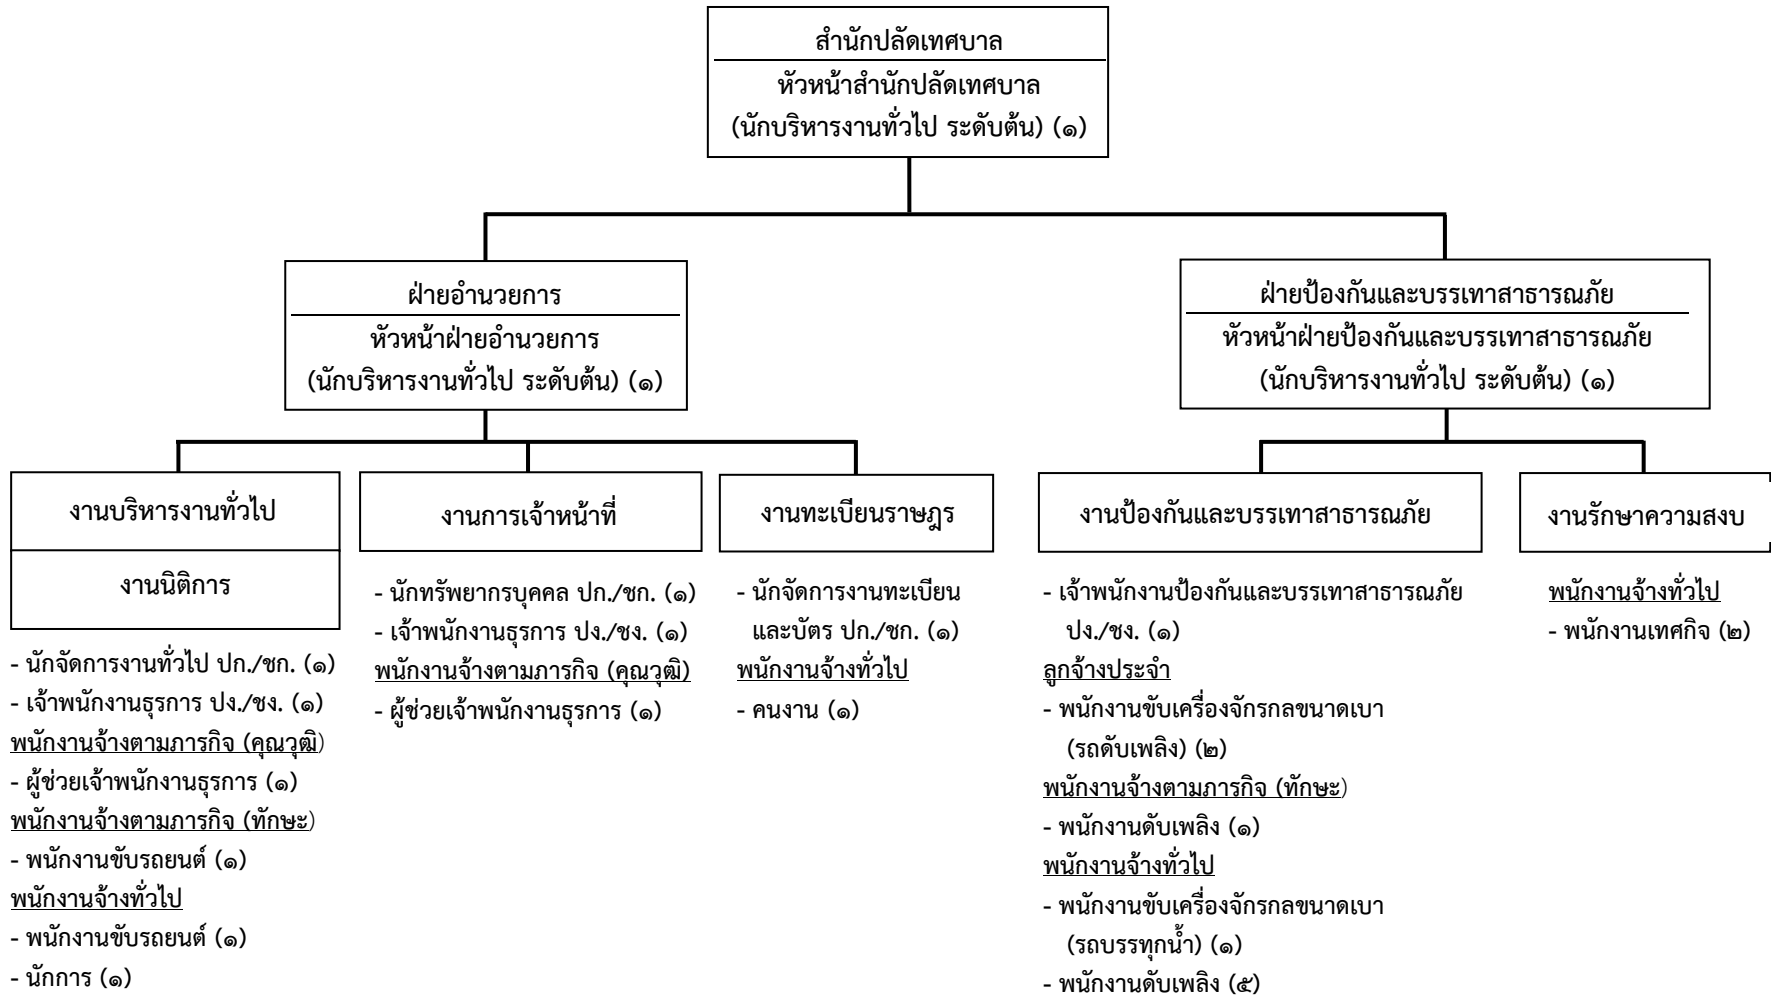 สำนักปลัดเทศบาล
หัวหน้าสำนักปลัดเทศบาล
(นักบริหารงานทั่วไป ระดับต้น) (๑)
ฝ่ายอำนวยการ
หัวหน้าฝ่ายอำนวยการ
(นักบริหารงานทั่วไป ระดับต้น) (๑)
ฝ่ายป้องกันและบรรเทาสาธารณภัย
หัวหน้าฝ่ายป้องกันและบรรเทาสาธารณภัย
(นักบริหารงานทั่วไป ระดับต้น) (๑)
งานบริหารงานทั่วไป
งานนิติการ
- นักจัดการงานทั่วไป ปก./ชก. (๑)
- เจ้าพนักงานธุรการ ปง./ชง. (๑)
พนักงานจ้างตามภารกิจ (คุณวุฒิ)
- ผู้ช่วยเจ้าพนักงานธุรการ (๑)
พนักงานจ้างตามภารกิจ (ทักษะ)
- พนักงานขับรถยนต์ (๑)
พนักงานจ้างทั่วไป
- พนักงานขับรถยนต์ (๑)
- นักการ (๑)
งานการเจ้าหน้าที่
- นักทรัพยากรบุคคล ปก./ชก. (๑)
- เจ้าพนักงานธุรการ ปง./ชง. (๑)
พนักงานจ้างตามภารกิจ (คุณวุฒิ)
- ผู้ช่วยเจ้าพนักงานธุรการ (๑)
งานทะเบียนราษฎร
- นักจัดการงานทะเบียน
และบัตร ปก./ชก. (๑)
พนักงานจ้างทั่วไป
- คนงาน (๑)
งานป้องกันและบรรเทาสาธารณภัย
- เจ้าพนักงานป้องกันและบรรเทาสาธารณภัย
ปง./ชง. (๑)
ลูกจ้างประจำ
- พนักงานขับเครื่องจักรกลขนาดเบา
(รถดับเพลิง) (๒)
พนักงานจ้างตามภารกิจ (ทักษะ)
- พนักงานดับเพลิง (๑)
พนักงานจ้างทั่วไป
- พนักงานขับเครื่องจักรกลขนาดเบา
(รถบรรทุกน้ำ) (๑)
- พนักงานดับเพลิง (๕)
งานรักษาความสงบ
พนักงานจ้างทั่วไป
- พนักงานเทศกิจ (๒)